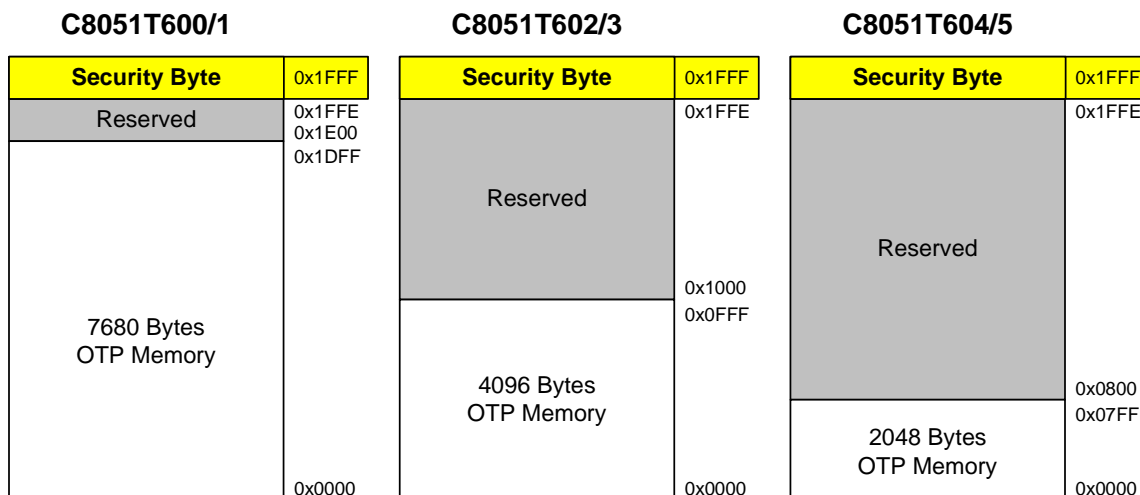 C8051T600/1
Security Byte 0x1FFF
Reserved
0x1FFE
0x1E00
0x1DFF
7680 Bytes
OTP Memory
0x0000
C8051T602/3
Security Byte 0x1FFF
0x1FFE
Reserved
0x1000
0x0FFF
4096 Bytes
OTP Memory
0x0000
C8051T604/5
Security Byte 0x1FFF
0x1FFE
Reserved
0x0800
0x07FF
2048 Bytes
OTP Memory
0x0000